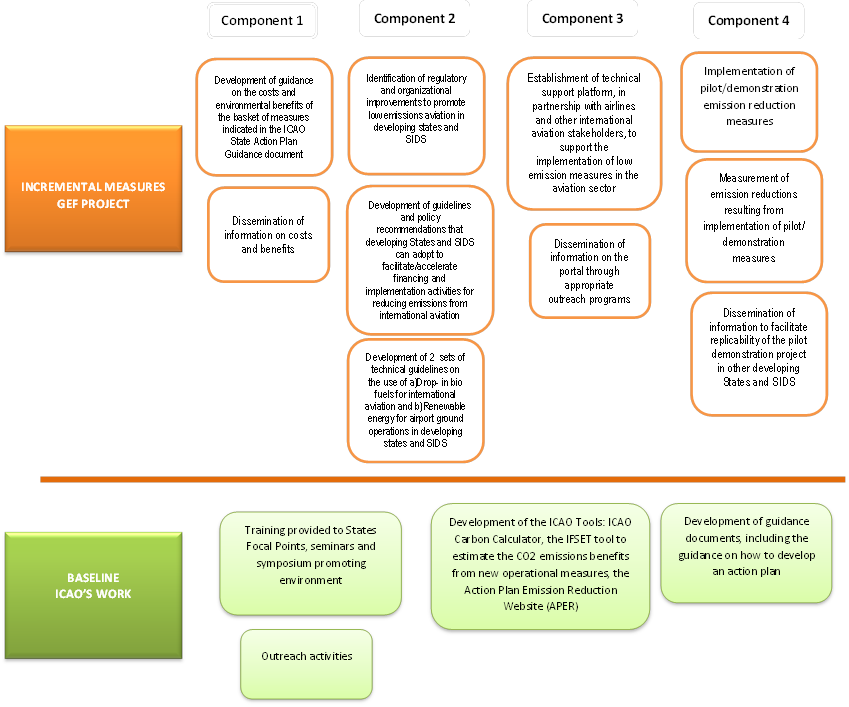 Component 1
Component 2
Component 3
Component 4
INCREMENTAL MEASURES
GEF PROJECT
Development of guidance
on the costs and
environmental benefits of
the basket of measures
indicated in the ICAO
State Action Plan
Guidance document
Dissemination of
information on costs
and benefits
Identification of regulatory
and organizational
improvements to promote
low emissions aviation in
developing states and
SIDS
Development of guidelines
and policy
recommendations that
developing States and SIDS
can adopt to
facilitate/accelerate
financing and
implementation activities for
reducing emissions from
international aviation
Development of 2 sets of
technical guidelines on
the use of a)Drop- in bio
fuels for international
aviation and b)Renewable
energy for airport ground
operations in developing
states and SIDS
Establishment of technical
support platform, in
partnership with airlines
and other international
aviation stakeholders, to
support the
implementation of low
emission measures in the
aviation sector
Dissemination of
information on the
portal through
appropriate
outreach programs
Implementation of
pilot/demonstration
emission reduction
measures
Measurement of
emission reductions
resulting from
implementation of pilot/
demonstration
measures
Dissemination of
information to facilitate
replicability of the pilot
demonstration project
in other developing
States and SIDS
BASELINE
ICAO'S WORK
Training provided to States
Focal Points, seminars and
symposium promoting
environment
Outreach activities
Development of the ICAO Tools: ICAO
Carbon Calculator, the IFSET tool to
estimate the CO2 emissions benefits
from new operational measures, the
Action Plan Emission Reduction
Website (APER)
Development of guidance
documents, including the
guidance on how to develop
an action plan